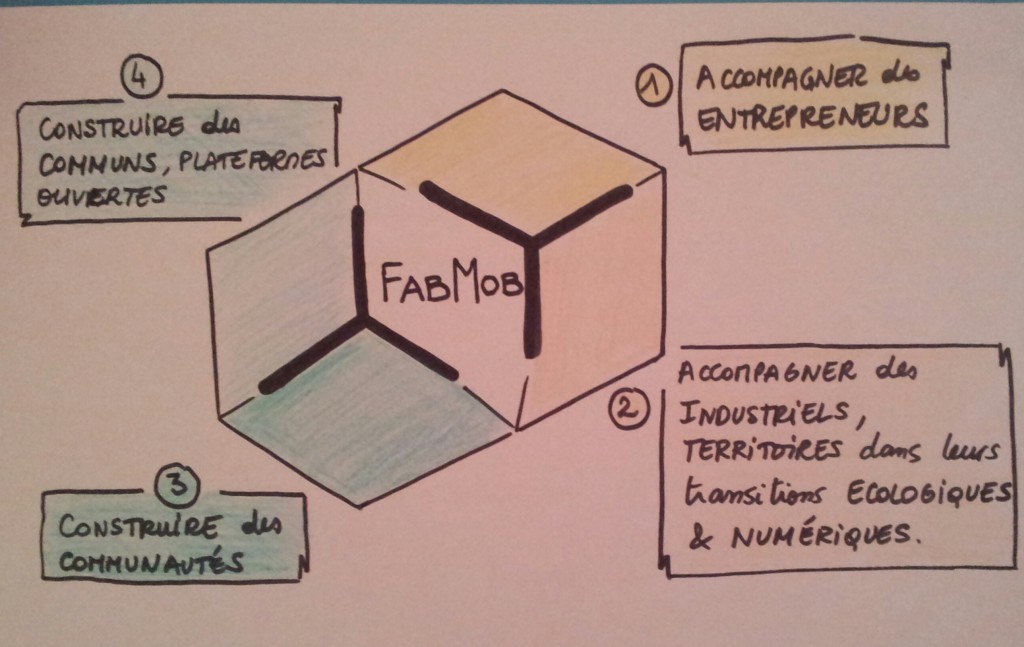 4
CONSTRUIRE des
COMMUNS, PLATEFORMES
OUVERTES
1
ACCOMPAGNER des
ENTREPRENEURS
FABMOB
2
ACCOMPAGNER des
INDUSTRIELS,
TERRITOIRES dans leurs
transitions ECOLOGIQUES
& NUMÉRIQUES.
3
CONSTRUIRE des
COMMUNAUTÉS